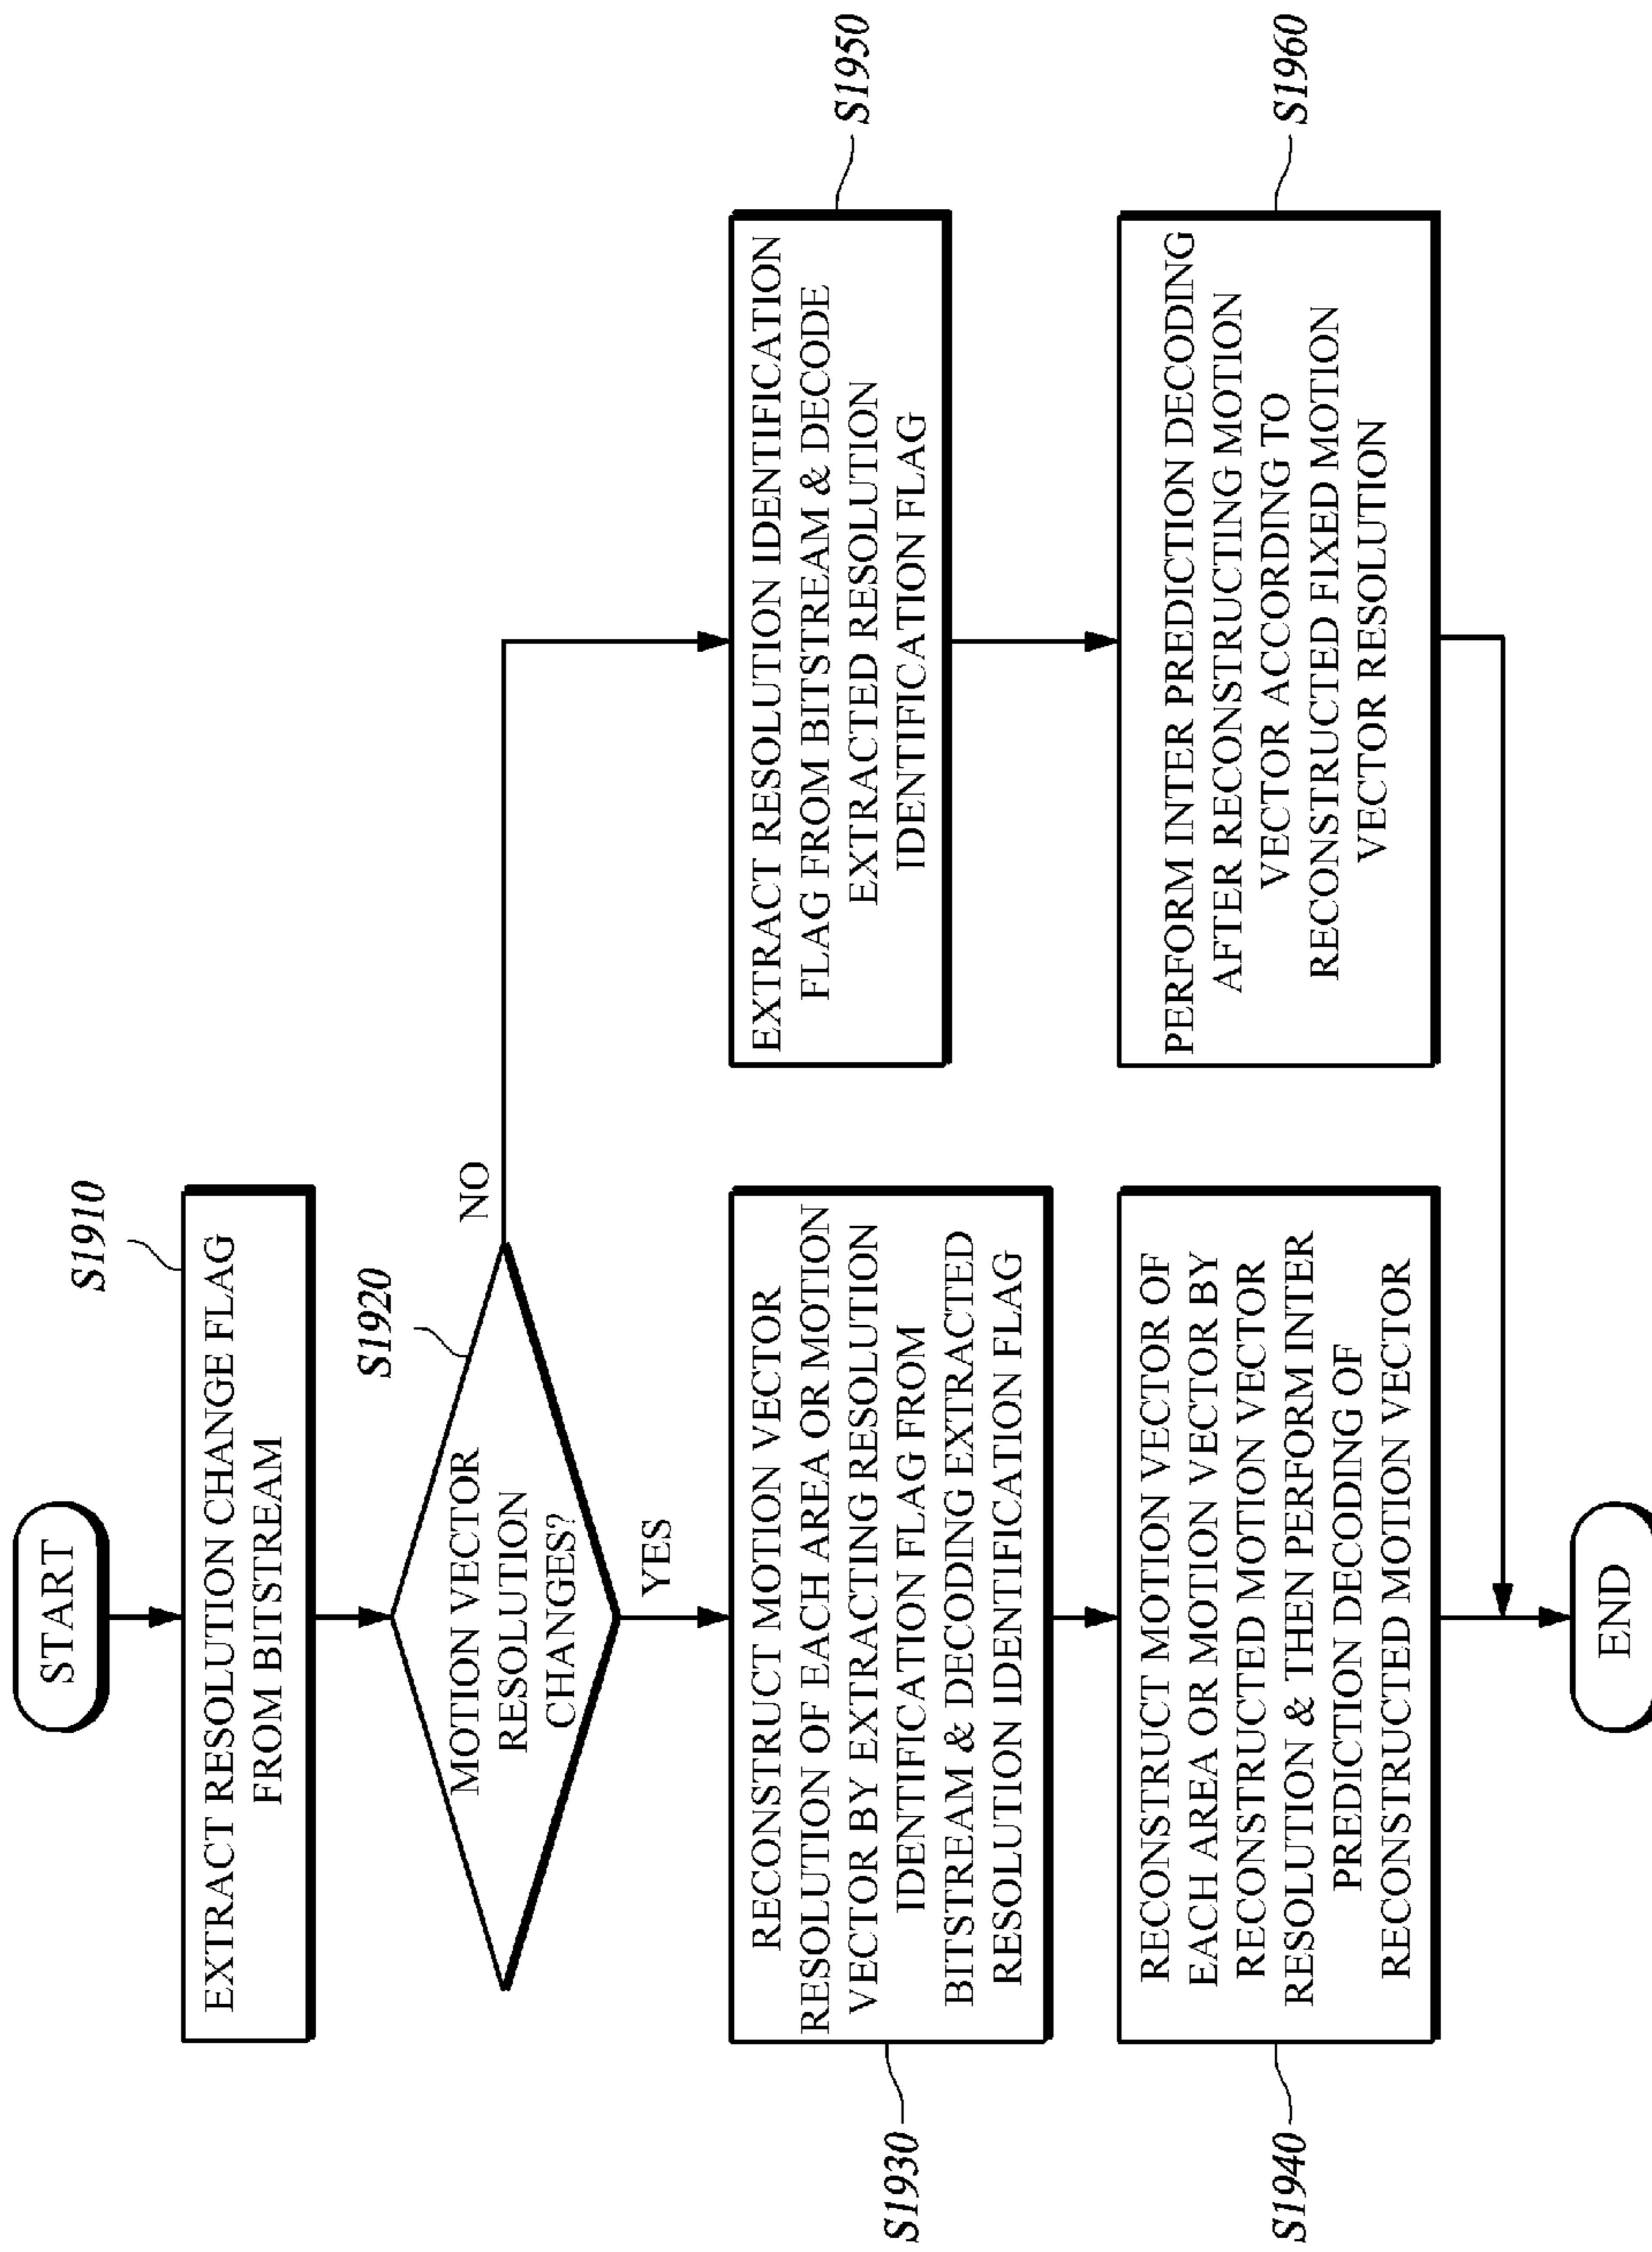 START
S1910
EXTRACT RESOLUTION CHANGE FLAG
FROM BITSTREAM
S1920
MOTION VECTOR
RESOLUTION
CHANGES?
NO
YES
S1930
RECONSTRUCT MOTION VECTOR
RESOLUTION OF EACH AREA OR MOTION
VECTOR BY EXTRACTING RESOLUTION
IDENTIFICATION FLAG FROM
BITSTREAM & DECODING EXTRACTED
RESOLUTION IDENTIFICATION FLAG
S1950
EXTRACT RESOLUTION IDENTIFICATION
FLAG FROM BITSTREAM & DECODE
EXTRACTED RESOLUTION
IDENTIFICATION FLAG
S1940
RECONSTRUCT MOTION VECTOR OF
EACH AREA OR MOTION VECTOR BY
RECONSTRUCTED MOTION VECTOR
RESOLUTION & THEN PERFORM INTER
PREDICTION DECODING OF
RECONSTRUCTED MOTION VECTOR
S1960
PERFORM INTER PREDICTION DECODING
AFTER RECONSTRUCTING MOTION
VECTOR ACCORDING TO
RECONSTRUCTED FIXED MOTION
VECTOR RESOLUTION
END